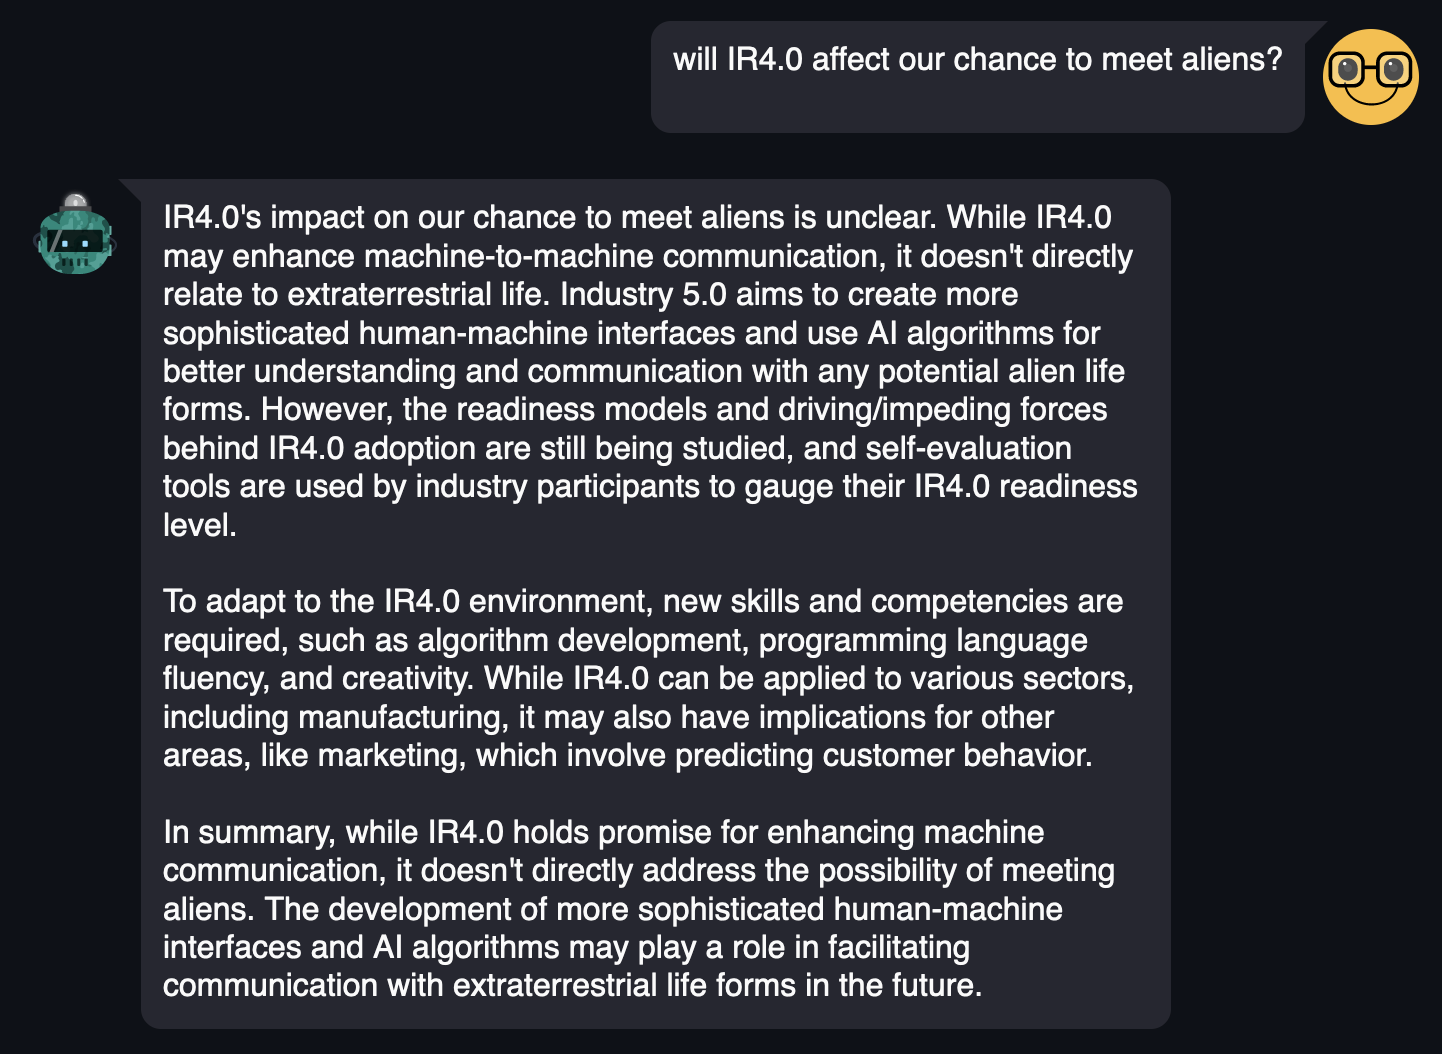 will IR4.0 affect our chance to meet aliens?
IR4.0's impact on our chance to meet aliens is unclear. While IR4.0
may enhance machine-to-machine communication, it doesn't directly
relate to extraterrestrial life. Industry 5.0 aims to create more
sophisticated human-machine interfaces and use AI algorithms for
better understanding and communication with any potential alien life
forms. However, the readiness models and driving/impeding forces
behind IR4.0 adoption are still being studied, and self-evaluation
tools are used by industry participants to gauge their IR4.0 readiness
level.
To adapt to the IR4.0 environment, new skills and competencies are
required, such as algorithm development, programming language
fluency, and creativity. While IR4.0 can be applied to various sectors,
including manufacturing, it may also have implications for other
areas, like marketing, which involve predicting customer behavior.
In summary, while IR4.0 holds promise for enhancing machine
communication, it doesn't directly address the possibility of meeting
aliens. The development of more sophisticated human-machine
interfaces and AI algorithms may play a role in facilitating
communication with extraterrestrial life forms in the future.